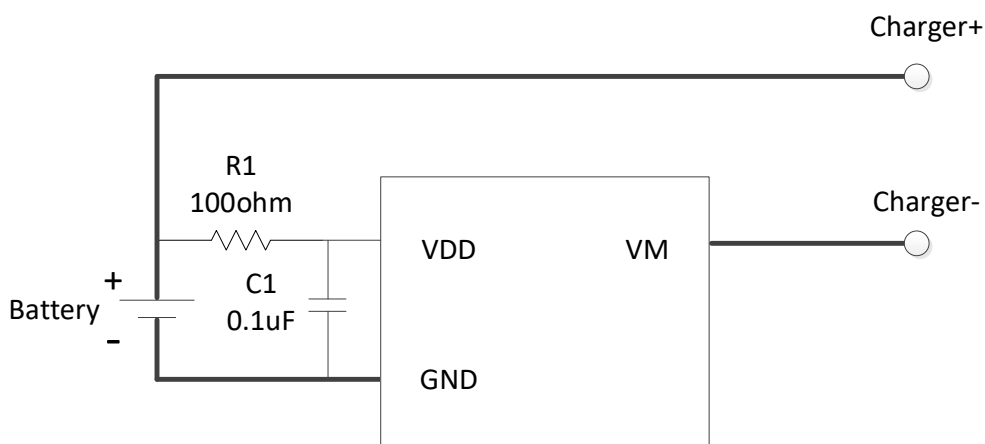 Charger+
R1
100ohm
Charger-
VDD
VM
C1
0.1uF
+
Battery
-
GND